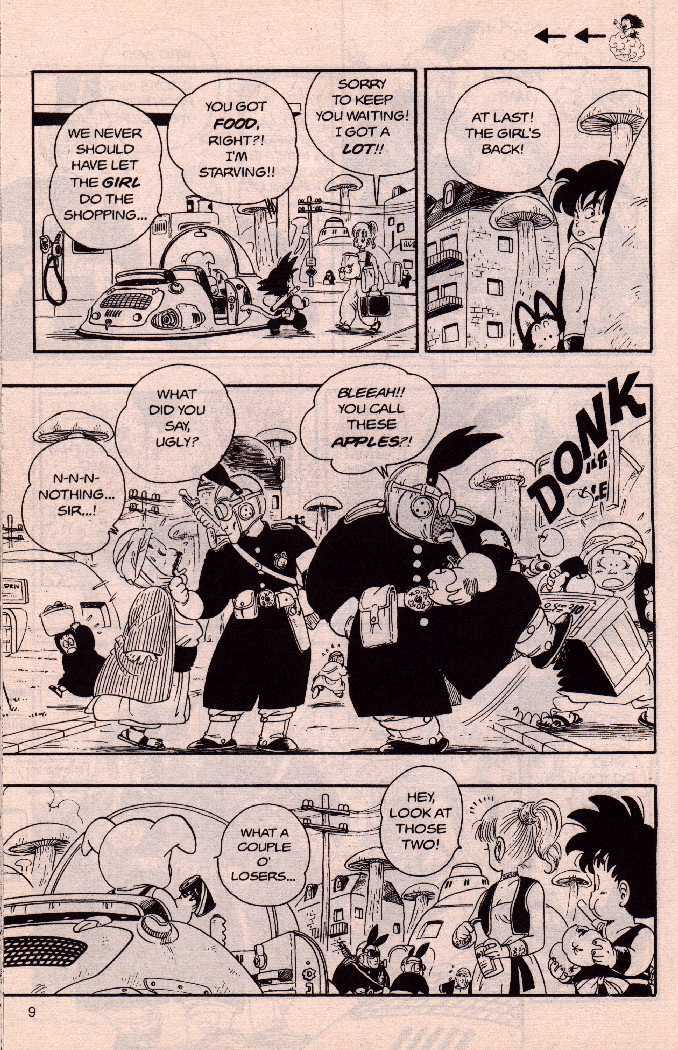 AT LAST!
THE GIRL'S
BACK!
SORRY
TO KEEP
YOU WAITING!
I GOT A
LOT!!
YOU GOT
FOOD,
RIGHT?!
I'M
STARVING!!
WE NEVER
SHOULD
HAVE LET
THE GIRL
DO THE
SHOPPING...
DONK
BLEEAH!!
YOU CALL
THESE
APPLES?!
WHAT
DID YOU
SAY,
UGLY?
N-N-N-
NOTHING...
SIR...!
HEY,
LOOK AT
THOSE
TWO!
WHAT A
COUPLE
O'
LOSERS...
9